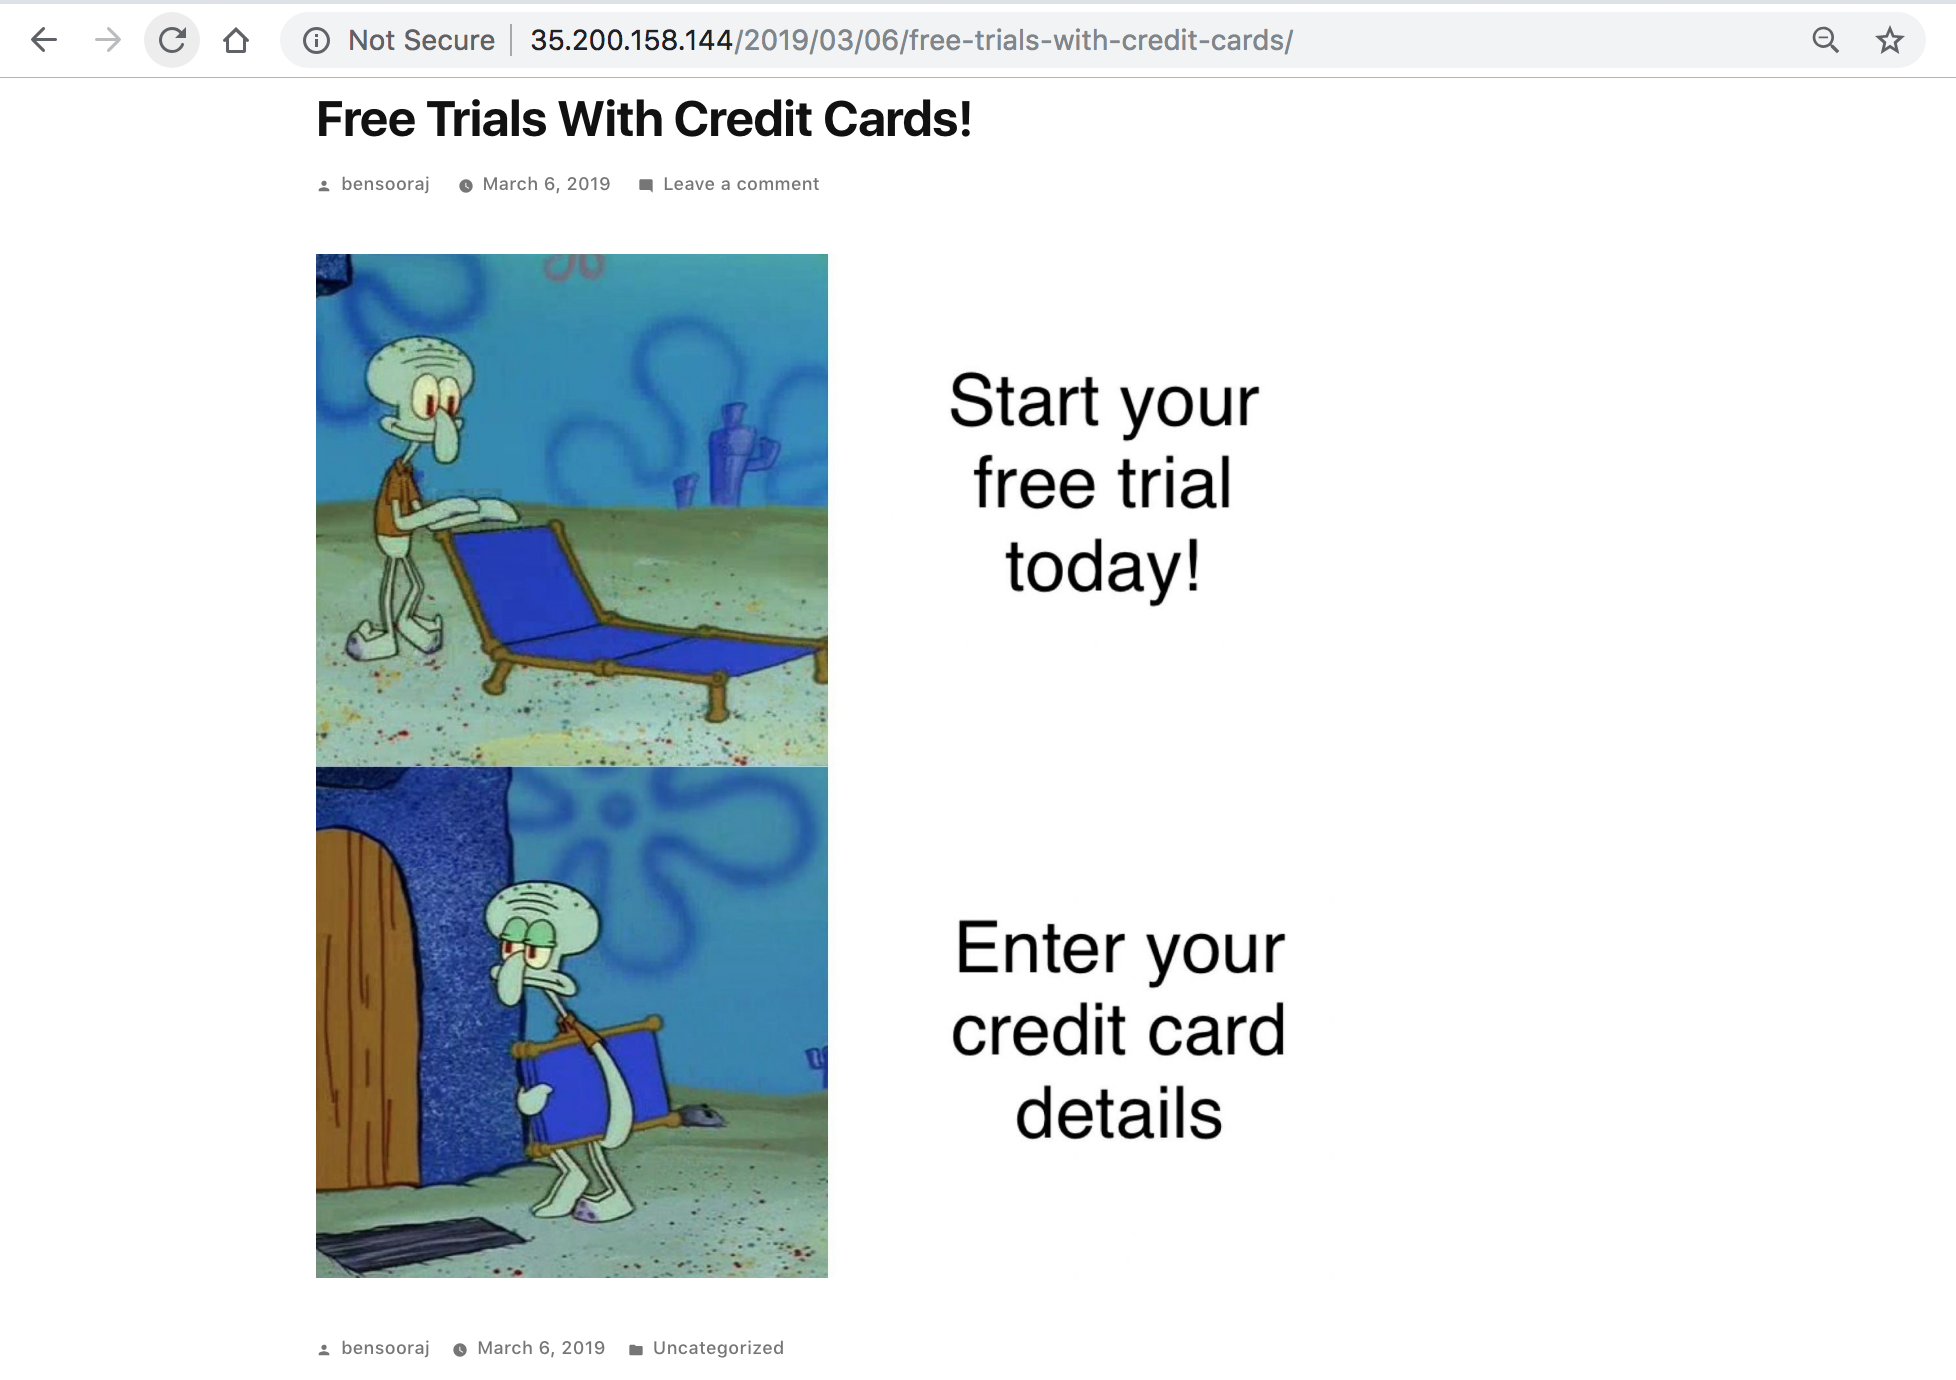 Not Secure 35.200.158.144/2019/03/06/free-trials-with-credit-cards/
Free Trials With Credit Cards!
bensooraj March 6, 2019 Leave a comment
Start your
free trial
today!
Enter your
credit card
details
bensooraj March 6, 2019 Uncategorized